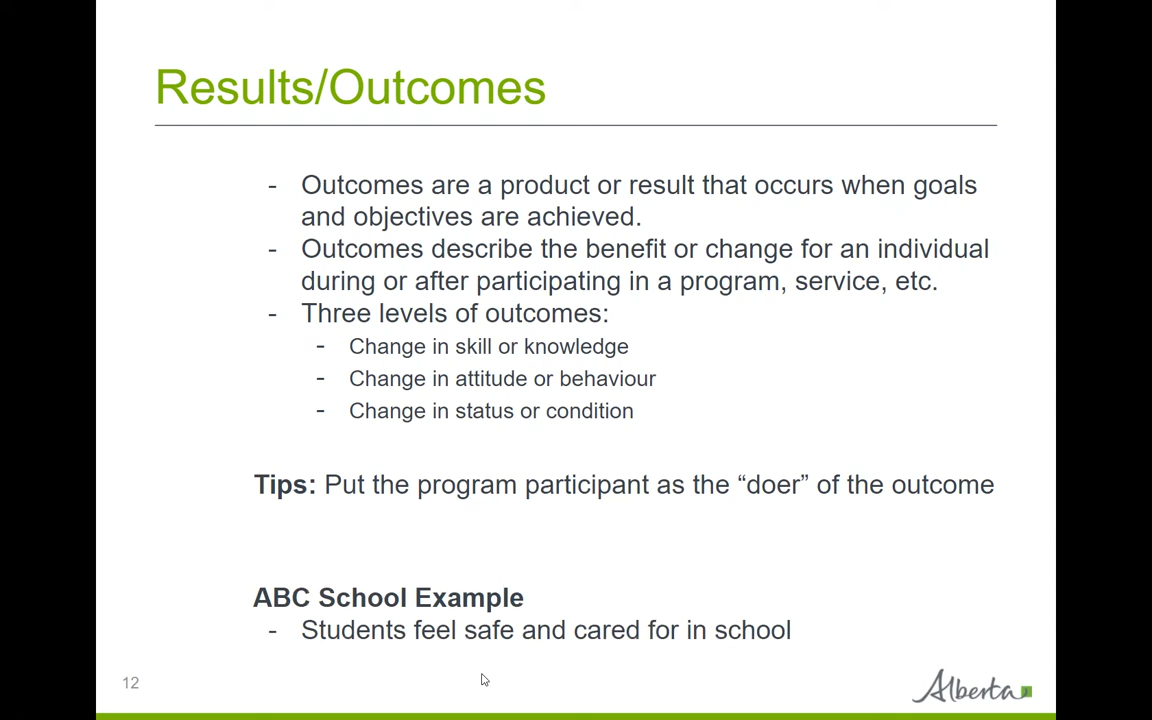 Results/Outcomes
- Outcomes are a product or result that occurs when goals
and objectives are achieved.
- Outcomes describe the benefit or change for an individual
during or after participating in a program, service, etc.
- Three levels of outcomes:
- Change in skill or knowledge
- Change in attitude or behaviour
- Change in status or condition
Tips: Put the program participant as the “doer” of the outcome
ABC School Example
- Students feel safe and cared for in school
12
Alberta